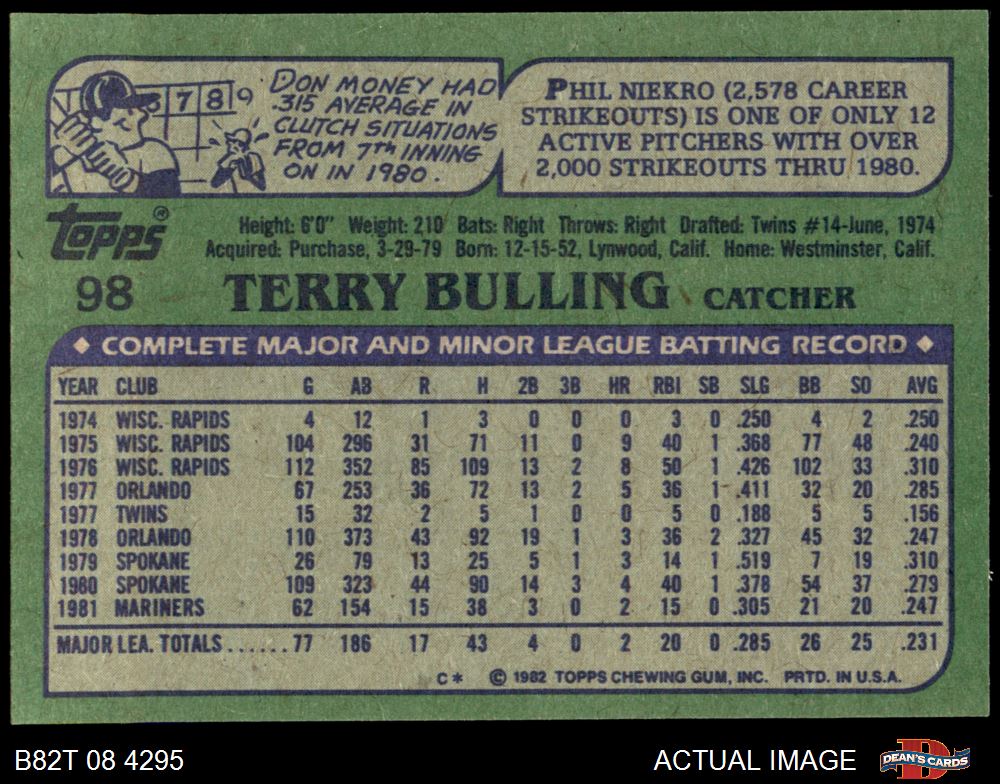 3 7 8 9
DON MONEY HAD
.315 AVERAGE IN
CLUTCH SITUATIONS
FROM 7TH INNING
ON IN 1980.
PHIL NIEKRO (2,578 CAREER
STRIKEOUTS) IS ONE OF ONLY 12
ACTIVE PITCHERS WITH OVER
2,000 STRIKEOUTS THRU 1980.
TOPPS®
Height: 6'0" Weight: 210 Bats: Right Throws: Right Drafted: Twins #14-June, 1974
Acquired: Purchase, 3-29-79 Born: 12-15-52, Lynwood, Calif. Home: Westminster, Calif.
98 TERRY BULLING CATCHER
◆ COMPLETE MAJOR AND MINOR LEAGUE BATTING RECORD ◆
YEAR CLUB G AB R H 2B 3B HR RBI SB SLG BB SO AVG
1974 WISC. RAPIDS 4 12 1 3 0 0 0 3 0 .250 4 2 .250
1975 WISC. RAPIDS 104 296 31 71 11 0 9 40 1 .368 77 48 .240
1976 WISC. RAPIDS 112 352 85 109 13 2 8 50 1 .426 102 33 .310
1977 ORLANDO 67 253 36 72 13 2 5 36 1 .411 32 20 .285
1977 TWINS 15 32 2 5 1 0 0 5 0 .188 5 5 .156
1978 ORLANDO 110 373 43 92 19 1 3 36 2 .327 45 32 .247
1979 SPOKANE 26 79 13 25 5 1 3 14 1 .519 7 19 .310
1980 SPOKANE 109 323 44 90 14 3 4 40 1 .378 54 37 .273
1981 MARINERS 62 154 15 38 3 0 2 15 0 .305 21 20 .247
MAJOR LEA. TOTALS......77 186 17 43 4 0 2 20 0 .285 26 25 .231
C* © 1982 TOPPS CHEWING GUM, INC. PRTD. IN U.S.A.
B82T 08 4295
ACTUAL IMAGE
D
DEAN'S CARDS